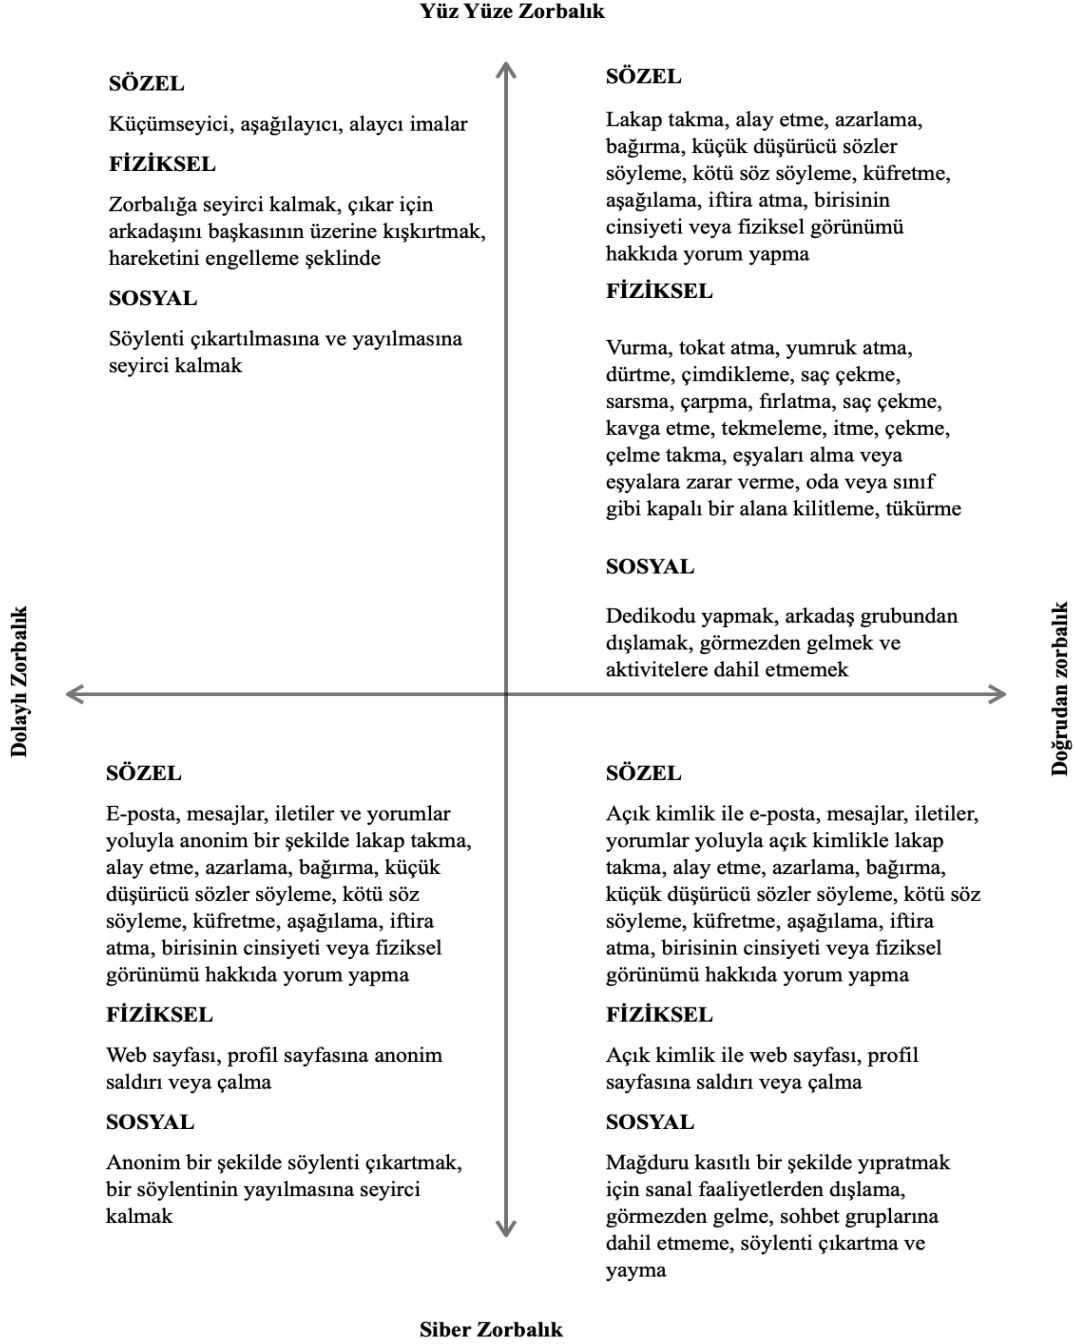 Yüz Yüze Zorbalık
SÖZEL
Küçümseyici, aşağılayıcı, alaycı imalar
FİZİKSEL
Zorbalığa seyirci kalmak, çıkar için
arkadaşını başkasının üzerine kışkırtmak,
hareketini engelleme şeklinde
SOSYAL
Söylenti çıkartılmasına ve yayılmasına
seyirci kalmak
SÖZEL
Lakap takma, alay etme, azarlama,
bağırma, küçük düşürücü sözler
söyleme, kötü söz söyleme, küfretme,
aşağılama, iftira atma, birisinin
cinsiyeti veya fiziksel görünümü
hakkıda yorum yapma
FİZİKSEL
Vurma, tokat atma, yumruk atma,
dürtme, çimdikleme, saç çekme,
sarsma, çarpma, fırlatma, saç çekme,
kavga etme, tekmeleme, itme, çekme,
çelme takma, eşyaları alma veya
eşyalara zarar verme, oda veya sınıf
gibi kapalı bir alana kilitleme, tükürme
SOSYAL
Dedikodu yapmak, arkadaş grubundan
dışlamak, görmezden gelmek ve
aktivitelere dahil etmemek
Dolaylı Zorbalık
Doğrudan zorbalık
SÖZEL
E-posta, mesajlar, iletiler ve yorumlar
yoluyla anonim bir şekilde lakap takma,
alay etme, azarlama, bağırma, küçük
düşürücü sözler söyleme, kötü söz
söyleme, küfretme, aşağılama, iftira
atma, birisinin cinsiyeti veya fiziksel
görünümü hakkıda yorum yapma
FİZİKSEL
Web sayfası, profil sayfasına anonim
saldırı veya çalma
SOSYAL
Anonim bir şekilde söylenti çıkartmak,
bir söylentinin yayılmasına seyirci
kalmak
SÖZEL
Açık kimlik ile e-posta, mesajlar, iletiler,
yorumlar yoluyla açık kimlikle lakap
takma, alay etme, azarlama, bağırma,
küçük düşürücü sözler söyleme, kötü söz
söyleme, küfretme, aşağılama, iftira
atma, birisinin cinsiyeti veya fiziksel
görünümü hakkıda yorum yapma
FİZİKSEL
Açık kimlik ile web sayfası, profil
sayfasına saldırı veya çalma
SOSYAL
Mağduru kasıtlı bir şekilde yıpratmak
için sanal faaliyetlerden dışlama,
görmezden gelme, sohbet gruplarına
dahil etmeme, söylenti çıkartma ve
yayma
Siber Zorbalık